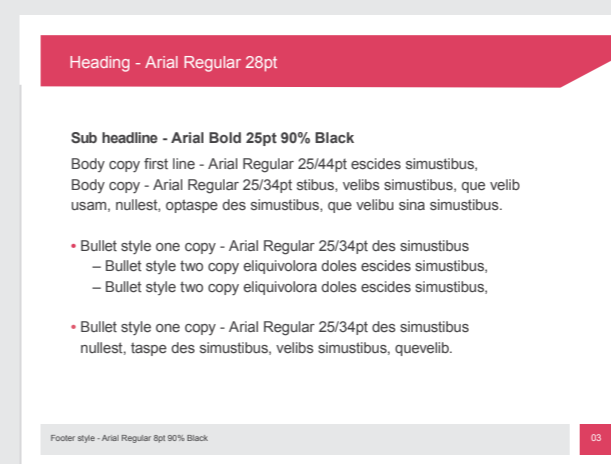 Heading - Arial Regular 28pt
Sub headline - Arial Bold 25pt 90% Black
Body copy first line - Arial Regular 25/44pt escides simustibus,
Body copy - Arial Regular 25/34pt stibus, velibs simustibus, que velib
usam, nullest, optaspe des simustibus, que velibu sina simustibus.
• Bullet style one copy - Arial Regular 25/34pt des simustibus
– Bullet style two copy eliquivolora doles escides simustibus,
– Bullet style two copy eliquivolora doles escides simustibus,
• Bullet style one copy - Arial Regular 25/34pt des simustibus
nullest, taspe des simustibus, velibs simustibus, quevelib.
Footer style - Arial Regular 8pt 90% Black
03